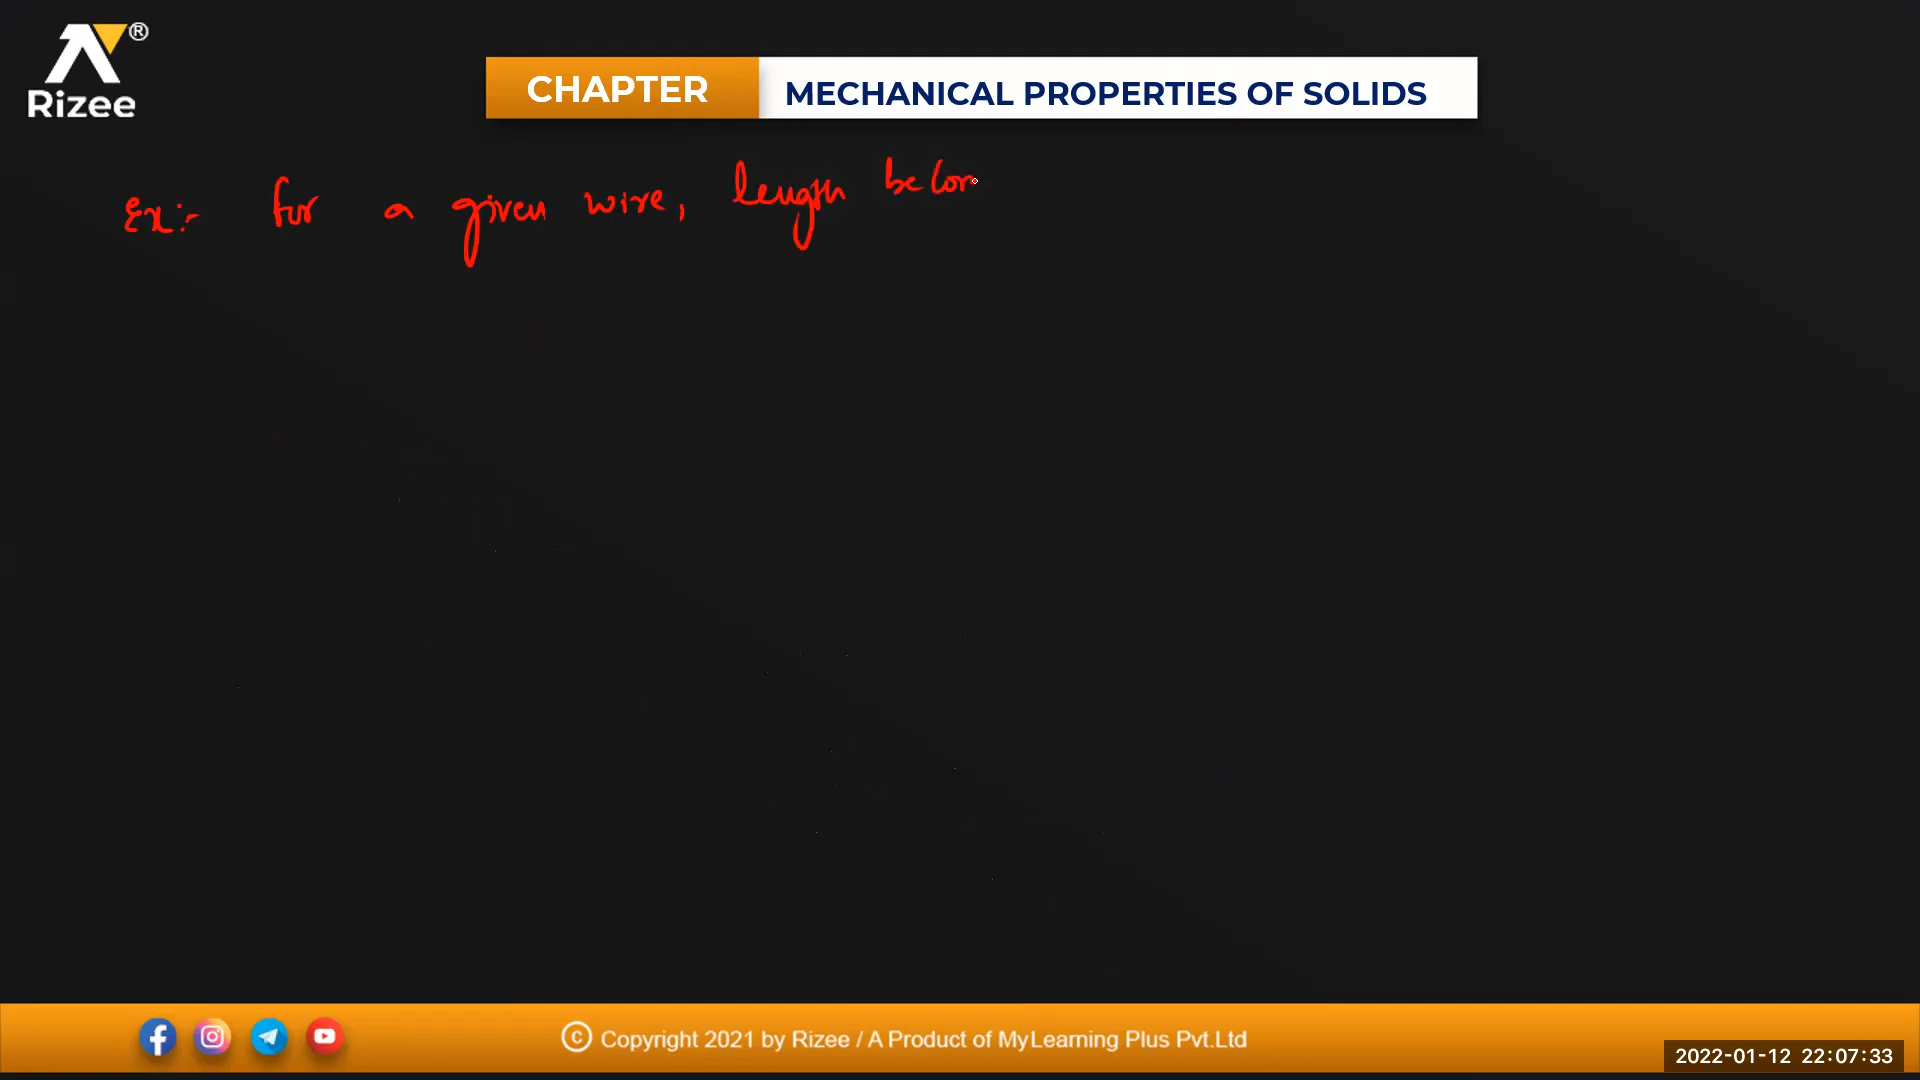 ®
Rizee
CHAPTER MECHANICAL PROPERTIES OF SOLIDS
Ex:- for a given wire, length becom
© Copyright 2021 by Rizee / A Product of MyLearning Plus Pvt.Ltd
2022-01-12 22:07:33